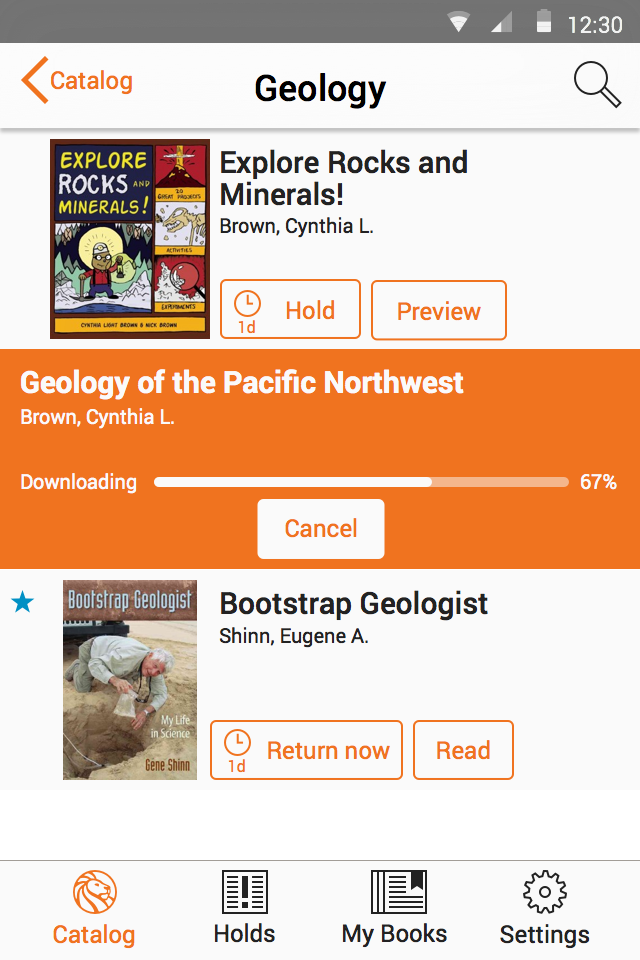 12:30
Catalog
Geology
EXPLORE
ROCKS AND
MINERALS!
20
GREAT PROJECTS
ACTIVITIES
EXPERIMENTS
CYNTHIA LIGHT BROWN & NICK BROWN
Explore Rocks and
Minerals!
Brown, Cynthia L.
1d
Hold
Preview
Geology of the Pacific Northwest
Brown, Cynthia L.
Downloading
67%
Cancel
Bootstrap Geologist
My Life
in Science
Gene Shinn
Bootstrap Geologist
Shinn, Eugene A.
1d
Return now
Read
Catalog
Holds
My Books
Settings